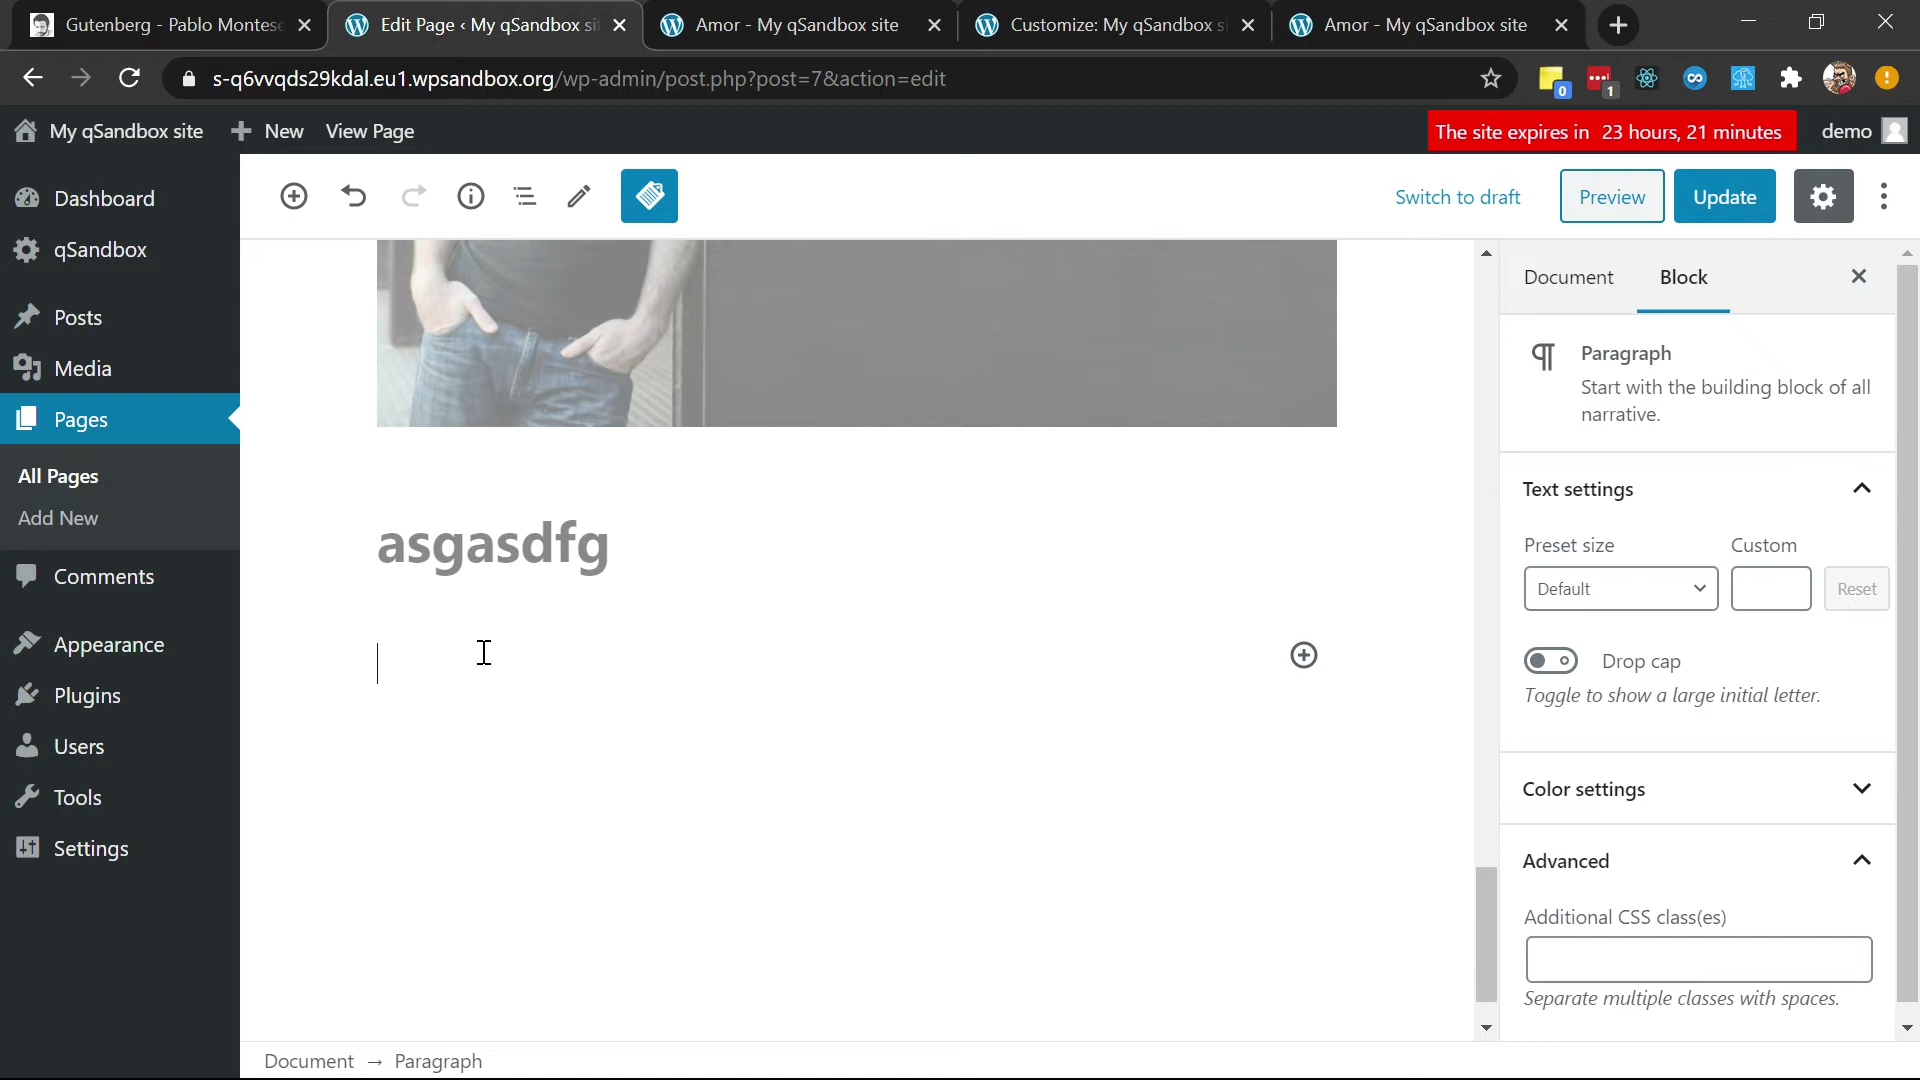 Gutenberg - Pablo Montese
Edit Page ‹ My qSandbox sit
Amor - My qSandbox site
Customize: My qSandbox s
Amor - My qSandbox site
s-q6vvqds29kdal.eu1.wpsandbox.org/wp-admin/post.php?post=7&action=edit
0
1
My qSandbox site
New
View Page
The site expires in 23 hours, 21 minutes
demo
Dashboard
qSandbox
Posts
Media
Pages
All Pages
Add New
Comments
Appearance
Plugins
Users
Tools
Settings
Switch to draft
Preview
Update
asgasdfg
Document
Block
Paragraph
Start with the building block of all
narrative.
Text settings
Preset size
Custom
Default
Reset
Drop cap
Toggle to show a large initial letter.
Color settings
Advanced
Additional CSS class(es)
Separate multiple classes with spaces.
Document → Paragraph